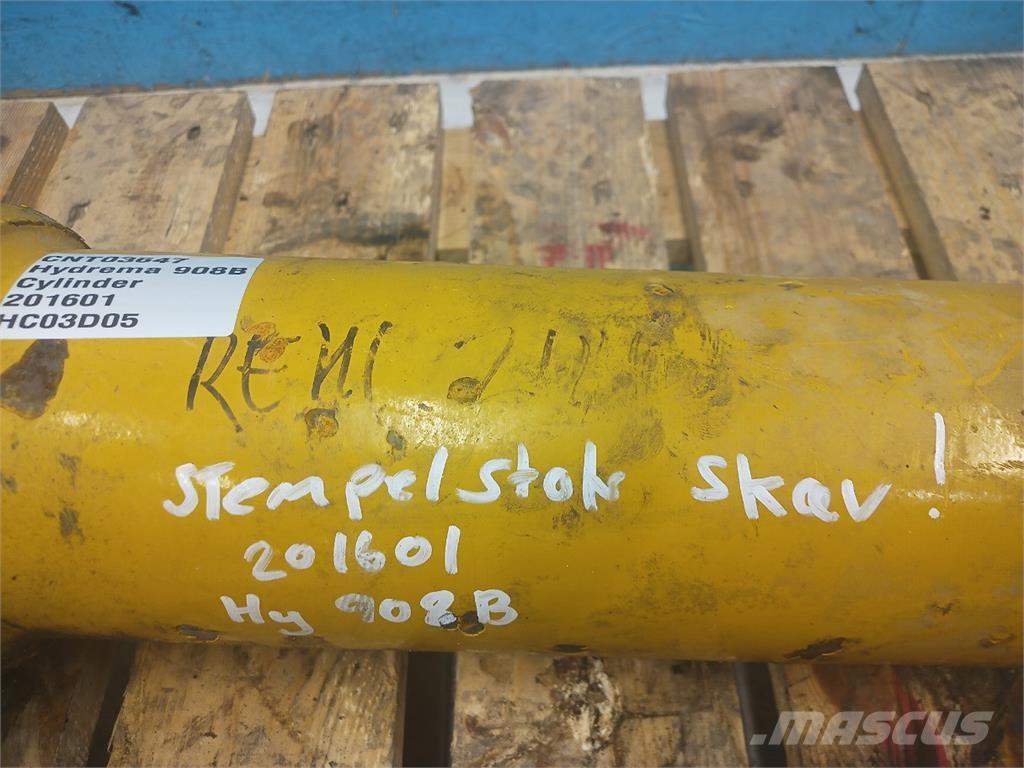 CNT03647
Hydrema 908B
Cylinder
201601
HC03D05
Stempelstok skæv!
201601
Hy 908B
MASCUS